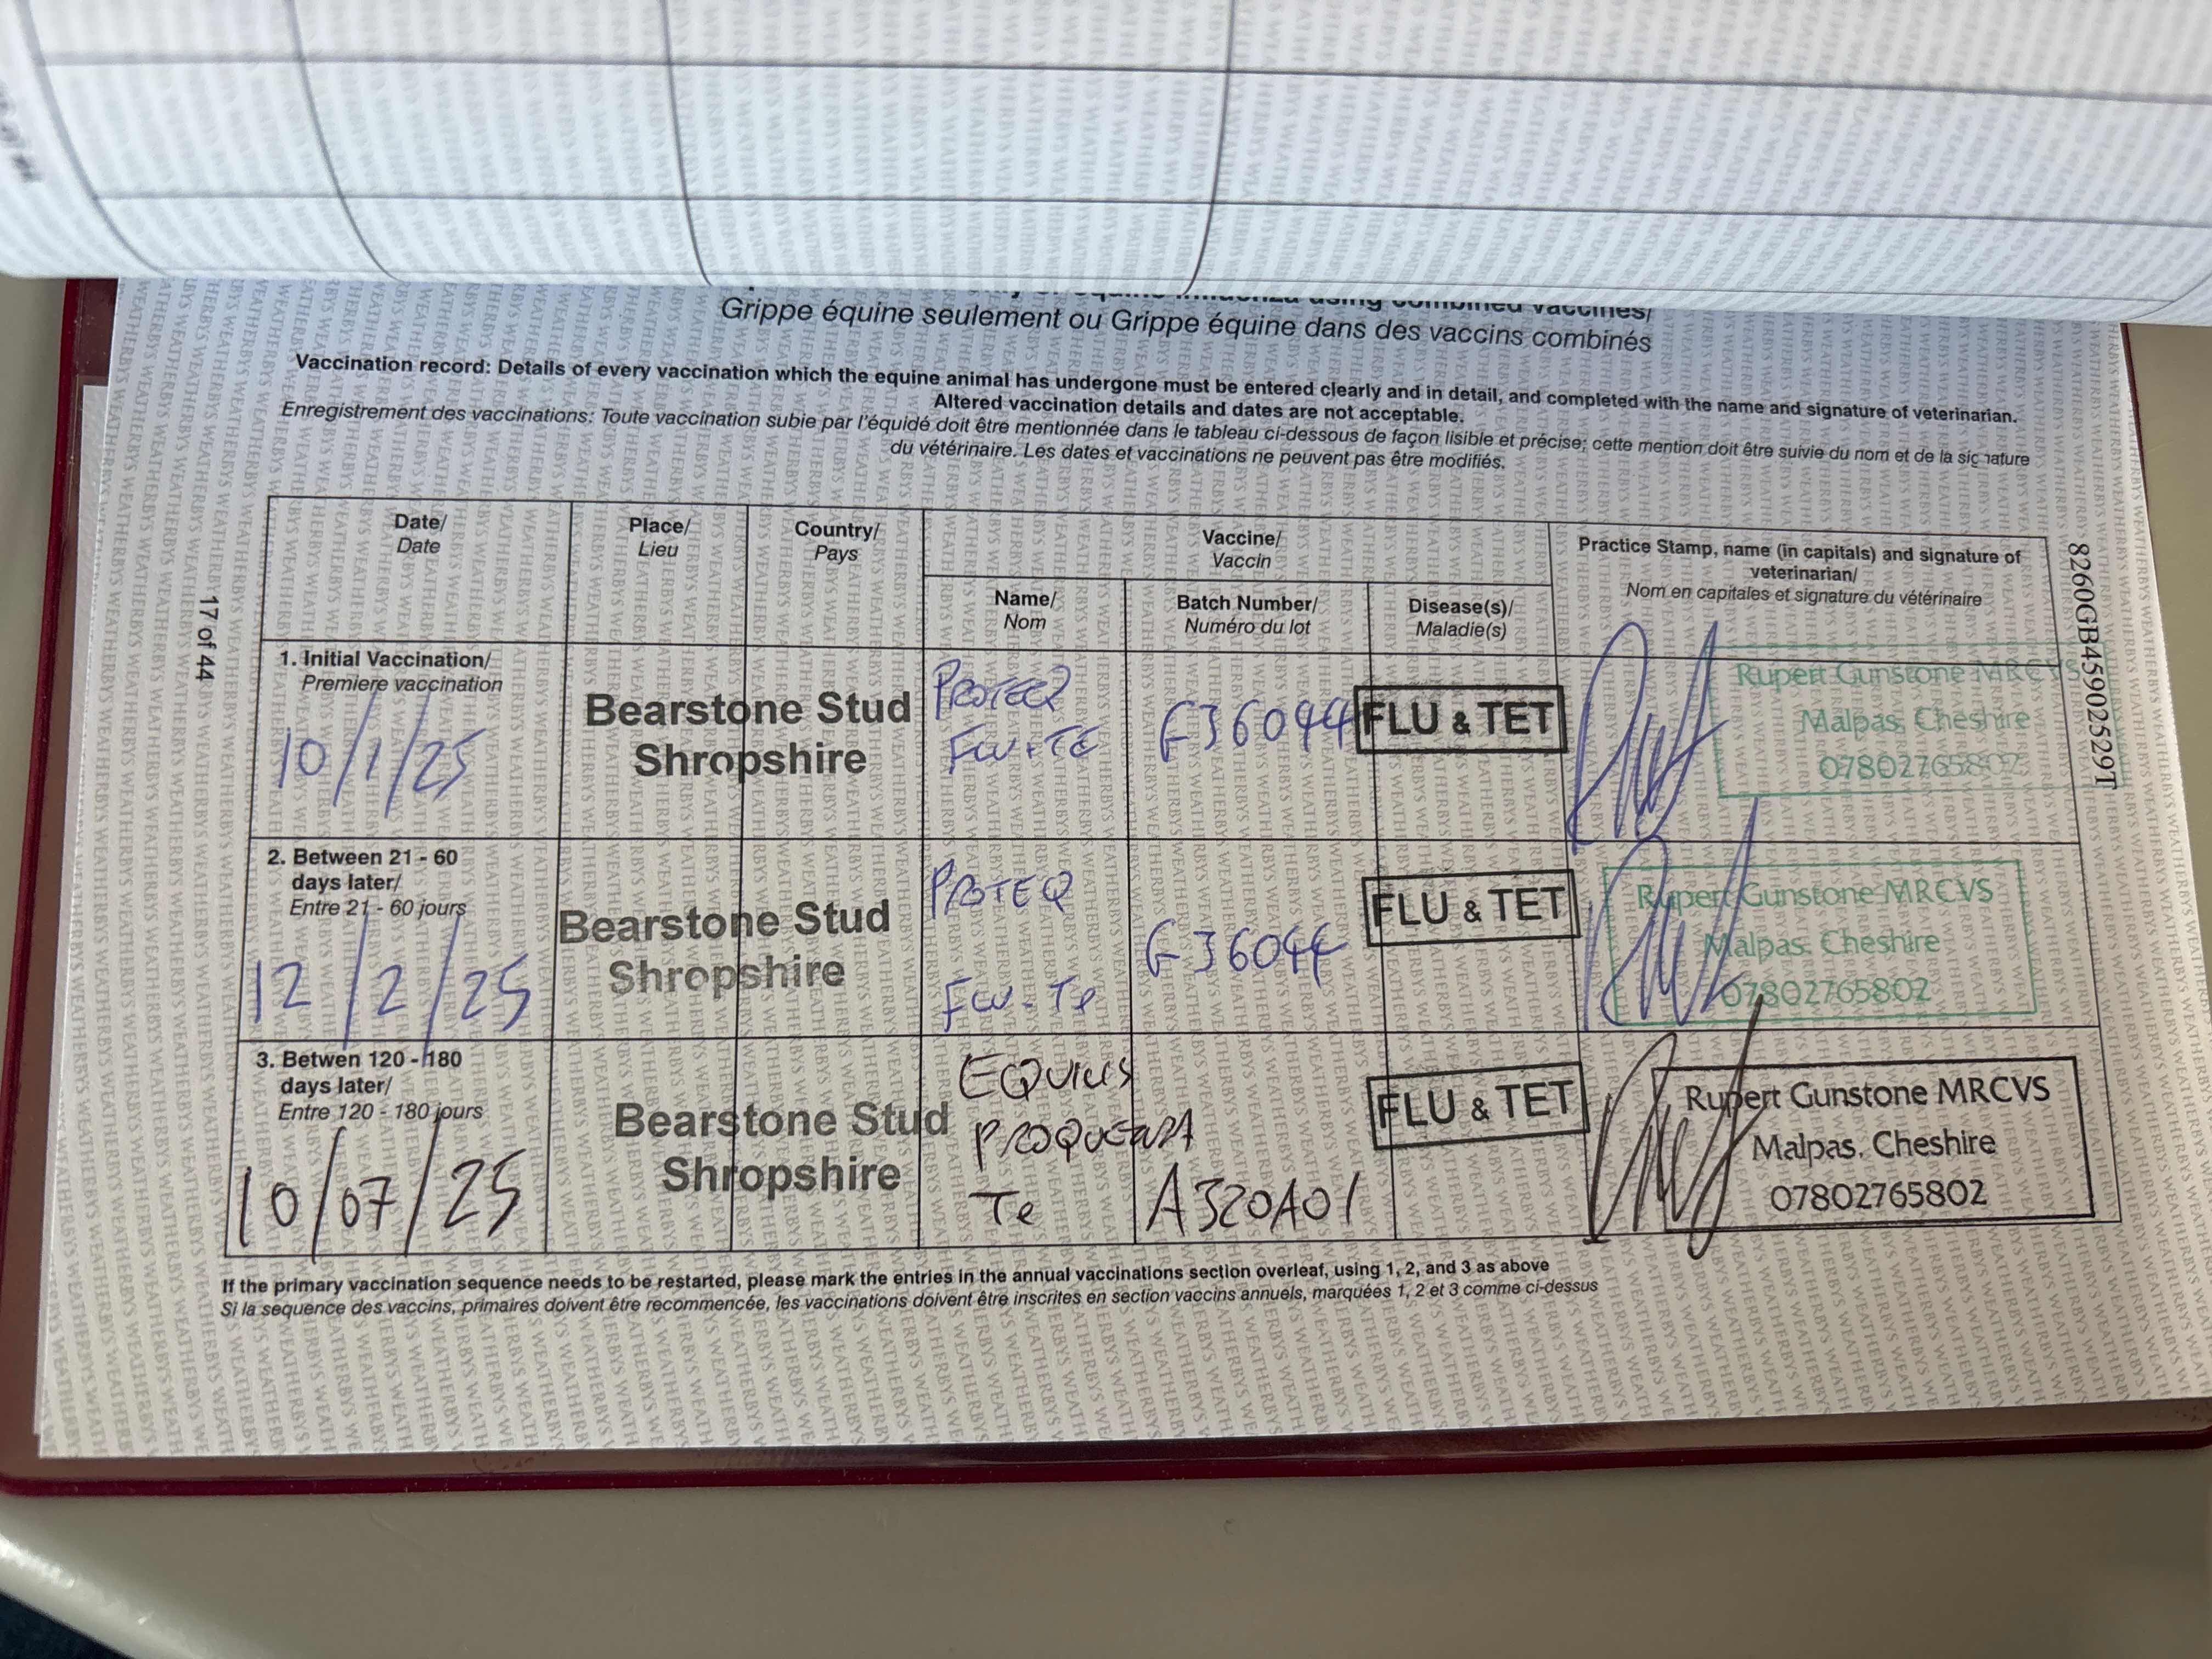 using combined vaccines/
Grippe équine seulement ou Grippe équine dans des vaccins combinés
Vaccination record: Details of every vaccination which the equine animal has undergone must be entered clearly and in detail, and completed with the name and signature of veterinarian.
Altered vaccination details and dates are not acceptable.
Enregistrement des vaccinations: Toute vaccination subie par l'équidé doit être mentionnée dans le tableau ci-dessous de façon lisible et précise; cette mention doit être suivie du nom et de la signature
du vétérinaire. Les dates et vaccinations ne peuvent pas être modifiés.
Date/
Date
Place/
Lieu
Country/
Pays
Vaccine/
Vaccin
Name/
Nom
Batch Number/
Numéro du lot
Disease(s)/
Maladie(s)
Practice Stamp, name (in capitals) and signature of
veterinarian/
Nom en capitales et signature du vétérinaire
1. Initial Vaccination/
Premiere vaccination
10/1/25
Bearstone Stud
Shropshire
PROTEQ
FLU+TE
G36044
FLU & TET
Rupert Gunstone MRCVS
Malpas, Cheshire
07802765802
2. Between 21 - 60
days later/
Entre 21 - 60 jours
12/2/25
Bearstone Stud
Shropshire
PROTEQ
FLU-Te
G36044
FLU & TET
Rupert Gunstone MRCVS
Malpas. Cheshire
07802765802
3. Betwen 120 - 180
days later/
Entre 120 - 180 jours
10/07/25
Bearstone Stud
Shropshire
PROQUENZA
Te
A320A01
FLU & TET
Rupert Gunstone MRCVS
Malpas. Cheshire
07802765802
If the primary vaccination sequence needs to be restarted, please mark the entries in the annual vaccinations section overleaf, using 1, 2, and 3 as above
Si la sequence des vaccins, primaires doivent être recommencée, les vaccinations doivent être inscrites en section vaccins annuels, marquées 1, 2 et 3 comme ci-dessus
17 of 44
8260GB45902529T
WEATHERBYS